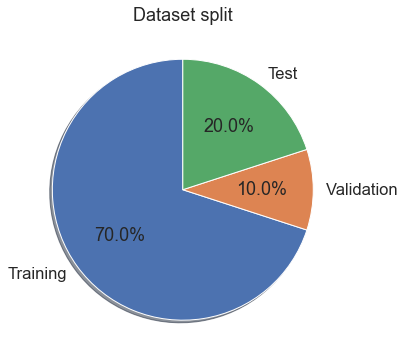 Dataset split
Test
20.0%
10.0%
Validation
70.0%
Training